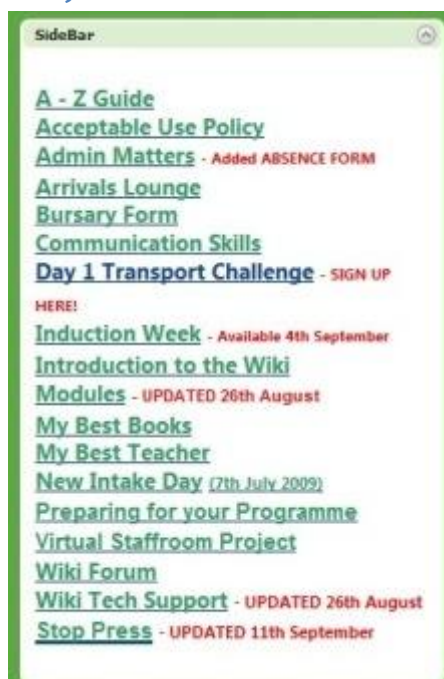 SideBar
A - Z Guide
Acceptable Use Policy
Admin Matters - Added ABSENCE FORM
Arrivals Lounge
Bursary Form
Communication Skills
Day 1 Transport Challenge - SIGN UP
HERE!
Induction Week - Available 4th September
Introduction to the Wiki
Modules - UPDATED 26th August
My Best Books
My Best Teacher
New Intake Day (7th July 2009)
Preparing for your Programme
Virtual Staffroom Project
Wiki Forum
Wiki Tech Support - UPDATED 26th August
Stop Press - UPDATED 11th September